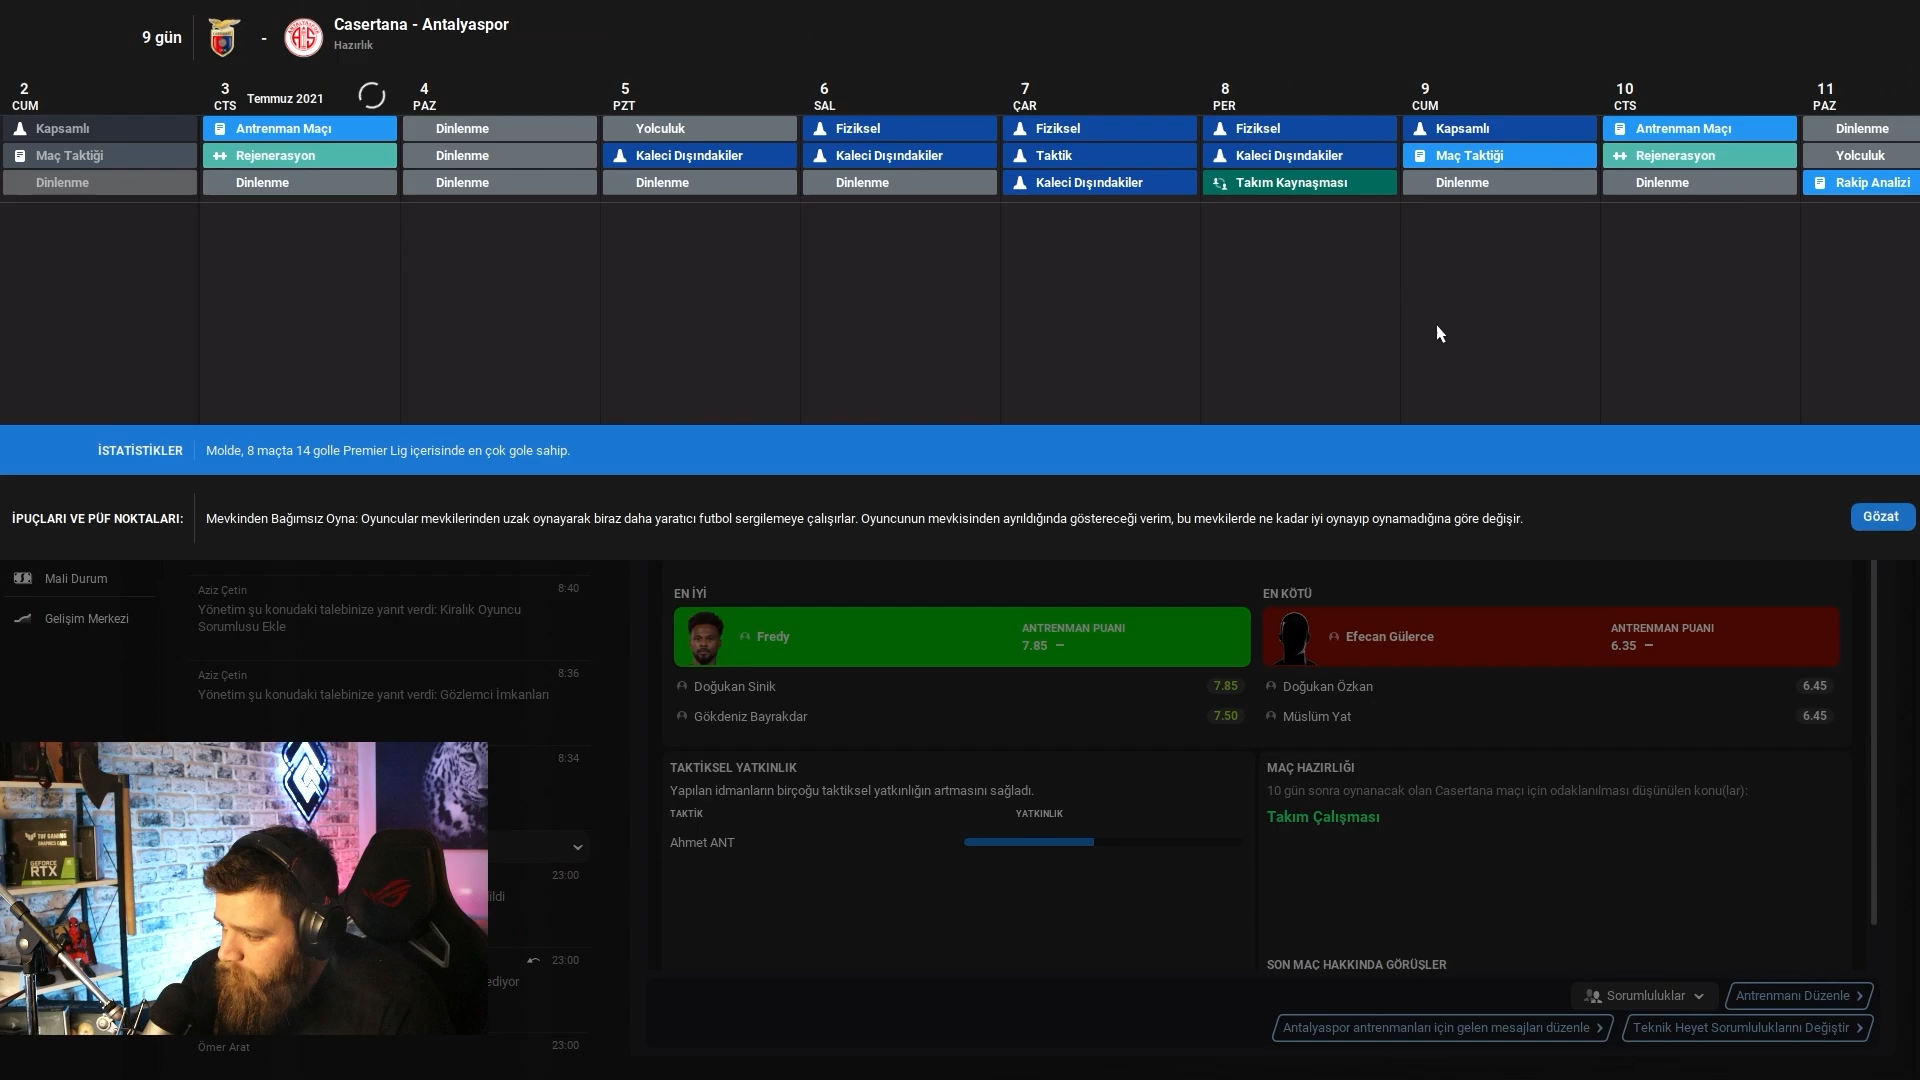 9 gün
-
Casertana - Antalyaspor
Hazırlık
2
CUM
3
CTS
Temmuz 2021
4
PAZ
5
PZT
6
SAL
7
ÇAR
8
PER
9
CUM
10
CTS
11
PAZ
Kapsamlı
Antrenman Maçı
Dinlenme
Yolculuk
Fiziksel
Fiziksel
Fiziksel
Kapsamlı
Antrenman Maçı
Dinlenme
Maç Taktiği
Rejenerasyon
Dinlenme
Kaleci Dışındakiler
Kaleci Dışındakiler
Taktik
Kaleci Dışındakiler
Maç Taktiği
Rejenerasyon
Yolculuk
Dinlenme
Dinlenme
Dinlenme
Dinlenme
Dinlenme
Kaleci Dışındakiler
Takım Kaynaşması
Dinlenme
Dinlenme
Rakip Analizi
İSTATİSTİKLER
Molde, 8 maçta 14 golle Premier Lig içerisinde en çok gole sahip.
İPUÇLARI VE PÜF NOKTALARI:
Mevkinden Bağımsız Oyna: Oyuncular mevkilerinden uzak oynayarak biraz daha yaratıcı futbol sergilemeye çalışırlar. Oyuncunun mevkisinden ayrıldığında göstereceği verim, bu mevkilerde ne kadar iyi oynayıp oynamadığına göre değişir.
Gözat
Mali Durum
Gelişim Merkezi
Aziz Çetin
8:40
Yönetim şu konudaki talebinize yanıt verdi: Kiralık Oyuncu
Sorumlusu Ekle
Aziz Çetin
8:36
Yönetim şu konudaki talebinize yanıt verdi: Gözlemci İmkanları
8:34
23:00
ildi
23:00
ediyor
Ömer Arat
23:00
TUF GAMING
GEFORCE
RTX
EN İYİ
Fredy
ANTRENMAN PUANI
7.85 –
Doğukan Sinik
7.85
Gökdeniz Bayrakdar
7.50
EN KÖTÜ
Efecan Gülerce
ANTRENMAN PUANI
6.35 –
Doğukan Özkan
6.45
Müslüm Yat
6.45
TAKTİKSEL YATKINLIK
Yapılan idmanların birçoğu taktiksel yatkınlığın artmasını sağladı.
TAKTİK
YATKINLIK
Ahmet ANT
MAÇ HAZIRLIĞI
10 gün sonra oynanacak olan Casertana maçı için odaklanılması düşünülen konu(lar):
Takım Çalışması
SON MAÇ HAKKINDA GÖRÜŞLER
Sorumluluklar
Antrenmanı Düzenle
Antalyaspor antrenmanları için gelen mesajları düzenle
Teknik Heyet Sorumluluklarını Değiştir